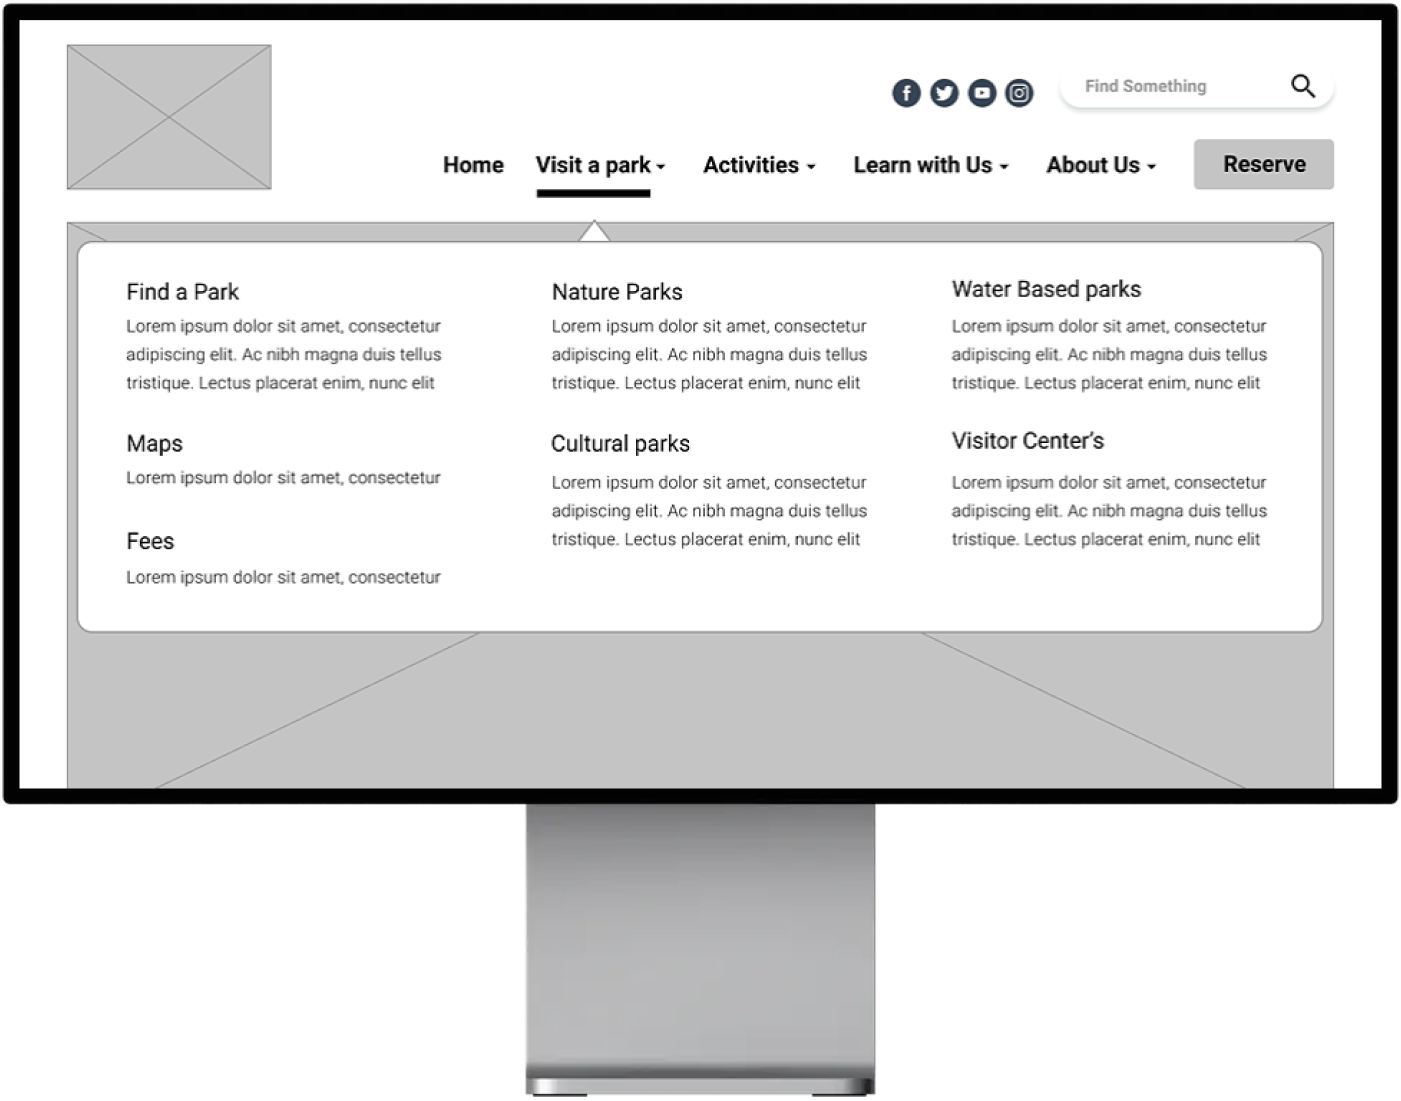 Find Something
Home Visit a park Activities Learn with Us About Us Reserve
Find a Park
Lorem ipsum dolor sit amet, consectetur
adipiscing elit. Ac nibh magna duis tellus
tristique. Lectus placerat enim, nunc elit
Maps
Lorem ipsum dolor sit amet, consectetur
Fees
Lorem ipsum dolor sit amet, consectetur
Nature Parks
Lorem ipsum dolor sit amet, consectetur
adipiscing elit. Ac nibh magna duis tellus
tristique. Lectus placerat enim, nunc elit
Cultural parks
Lorem ipsum dolor sit amet, consectetur
adipiscing elit. Ac nibh magna duis tellus
tristique. Lectus placerat enim, nunc elit
Water Based parks
Lorem ipsum dolor sit amet, consectetur
adipiscing elit. Ac nibh magna duis tellus
tristique. Lectus placerat enim, nunc elit
Visitor Center’s
Lorem ipsum dolor sit amet, consectetur
adipiscing elit. Ac nibh magna duis tellus
tristique. Lectus placerat enim, nunc elit